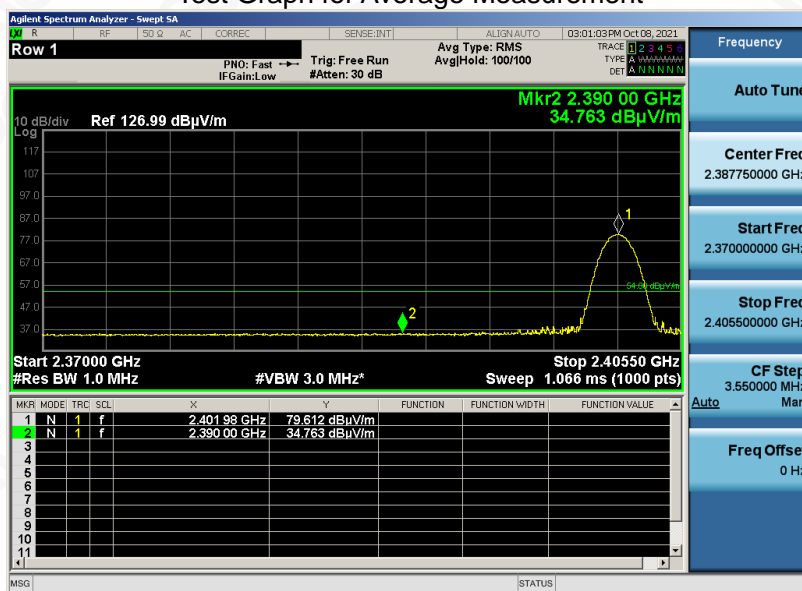 Test Graph for Average Measurement
Agilent Spectrum Analyzer - Swept SA
LXI R RF 50 Ω AC CORREC SENSE:INT ALIGN AUTO 03:01:03 PM Oct 08, 2021
Row 1
PNO: Fast
IFGain:Low
Trig: Free Run
#Atten: 30 dB
Avg Type: RMS
Avg|Hold: 100/100
TRACE 1 2 3 4 5 6
TYPE A WWWWW
DET A N N N N N
Mkr2 2.390 00 GHz
34.763 dBµV/m
10 dB/div Ref 126.99 dBµV/m
Log
117
107
97.0
87.0
77.0
67.0
57.0
47.0
37.0
1
2
54.00 dBµV/m
Start 2.37000 GHz Stop 2.40550 GHz
#Res BW 1.0 MHz #VBW 3.0 MHz* Sweep 1.066 ms (1000 pts)
MKR MODE TRC SCL X Y FUNCTION FUNCTION WIDTH FUNCTION VALUE
1 N 1 f 2.401 98 GHz 79.612 dBµV/m
2 N 1 f 2.390 00 GHz 34.763 dBµV/m
3
4
5
6
7
8
9
10
11
MSG STATUS
Frequency
Auto Tune
Center Freq
2.387750000 GHz
Start Freq
2.370000000 GHz
Stop Freq
2.405500000 GHz
CF Step
3.550000 MHz
Auto Man
Freq Offset
0 Hz